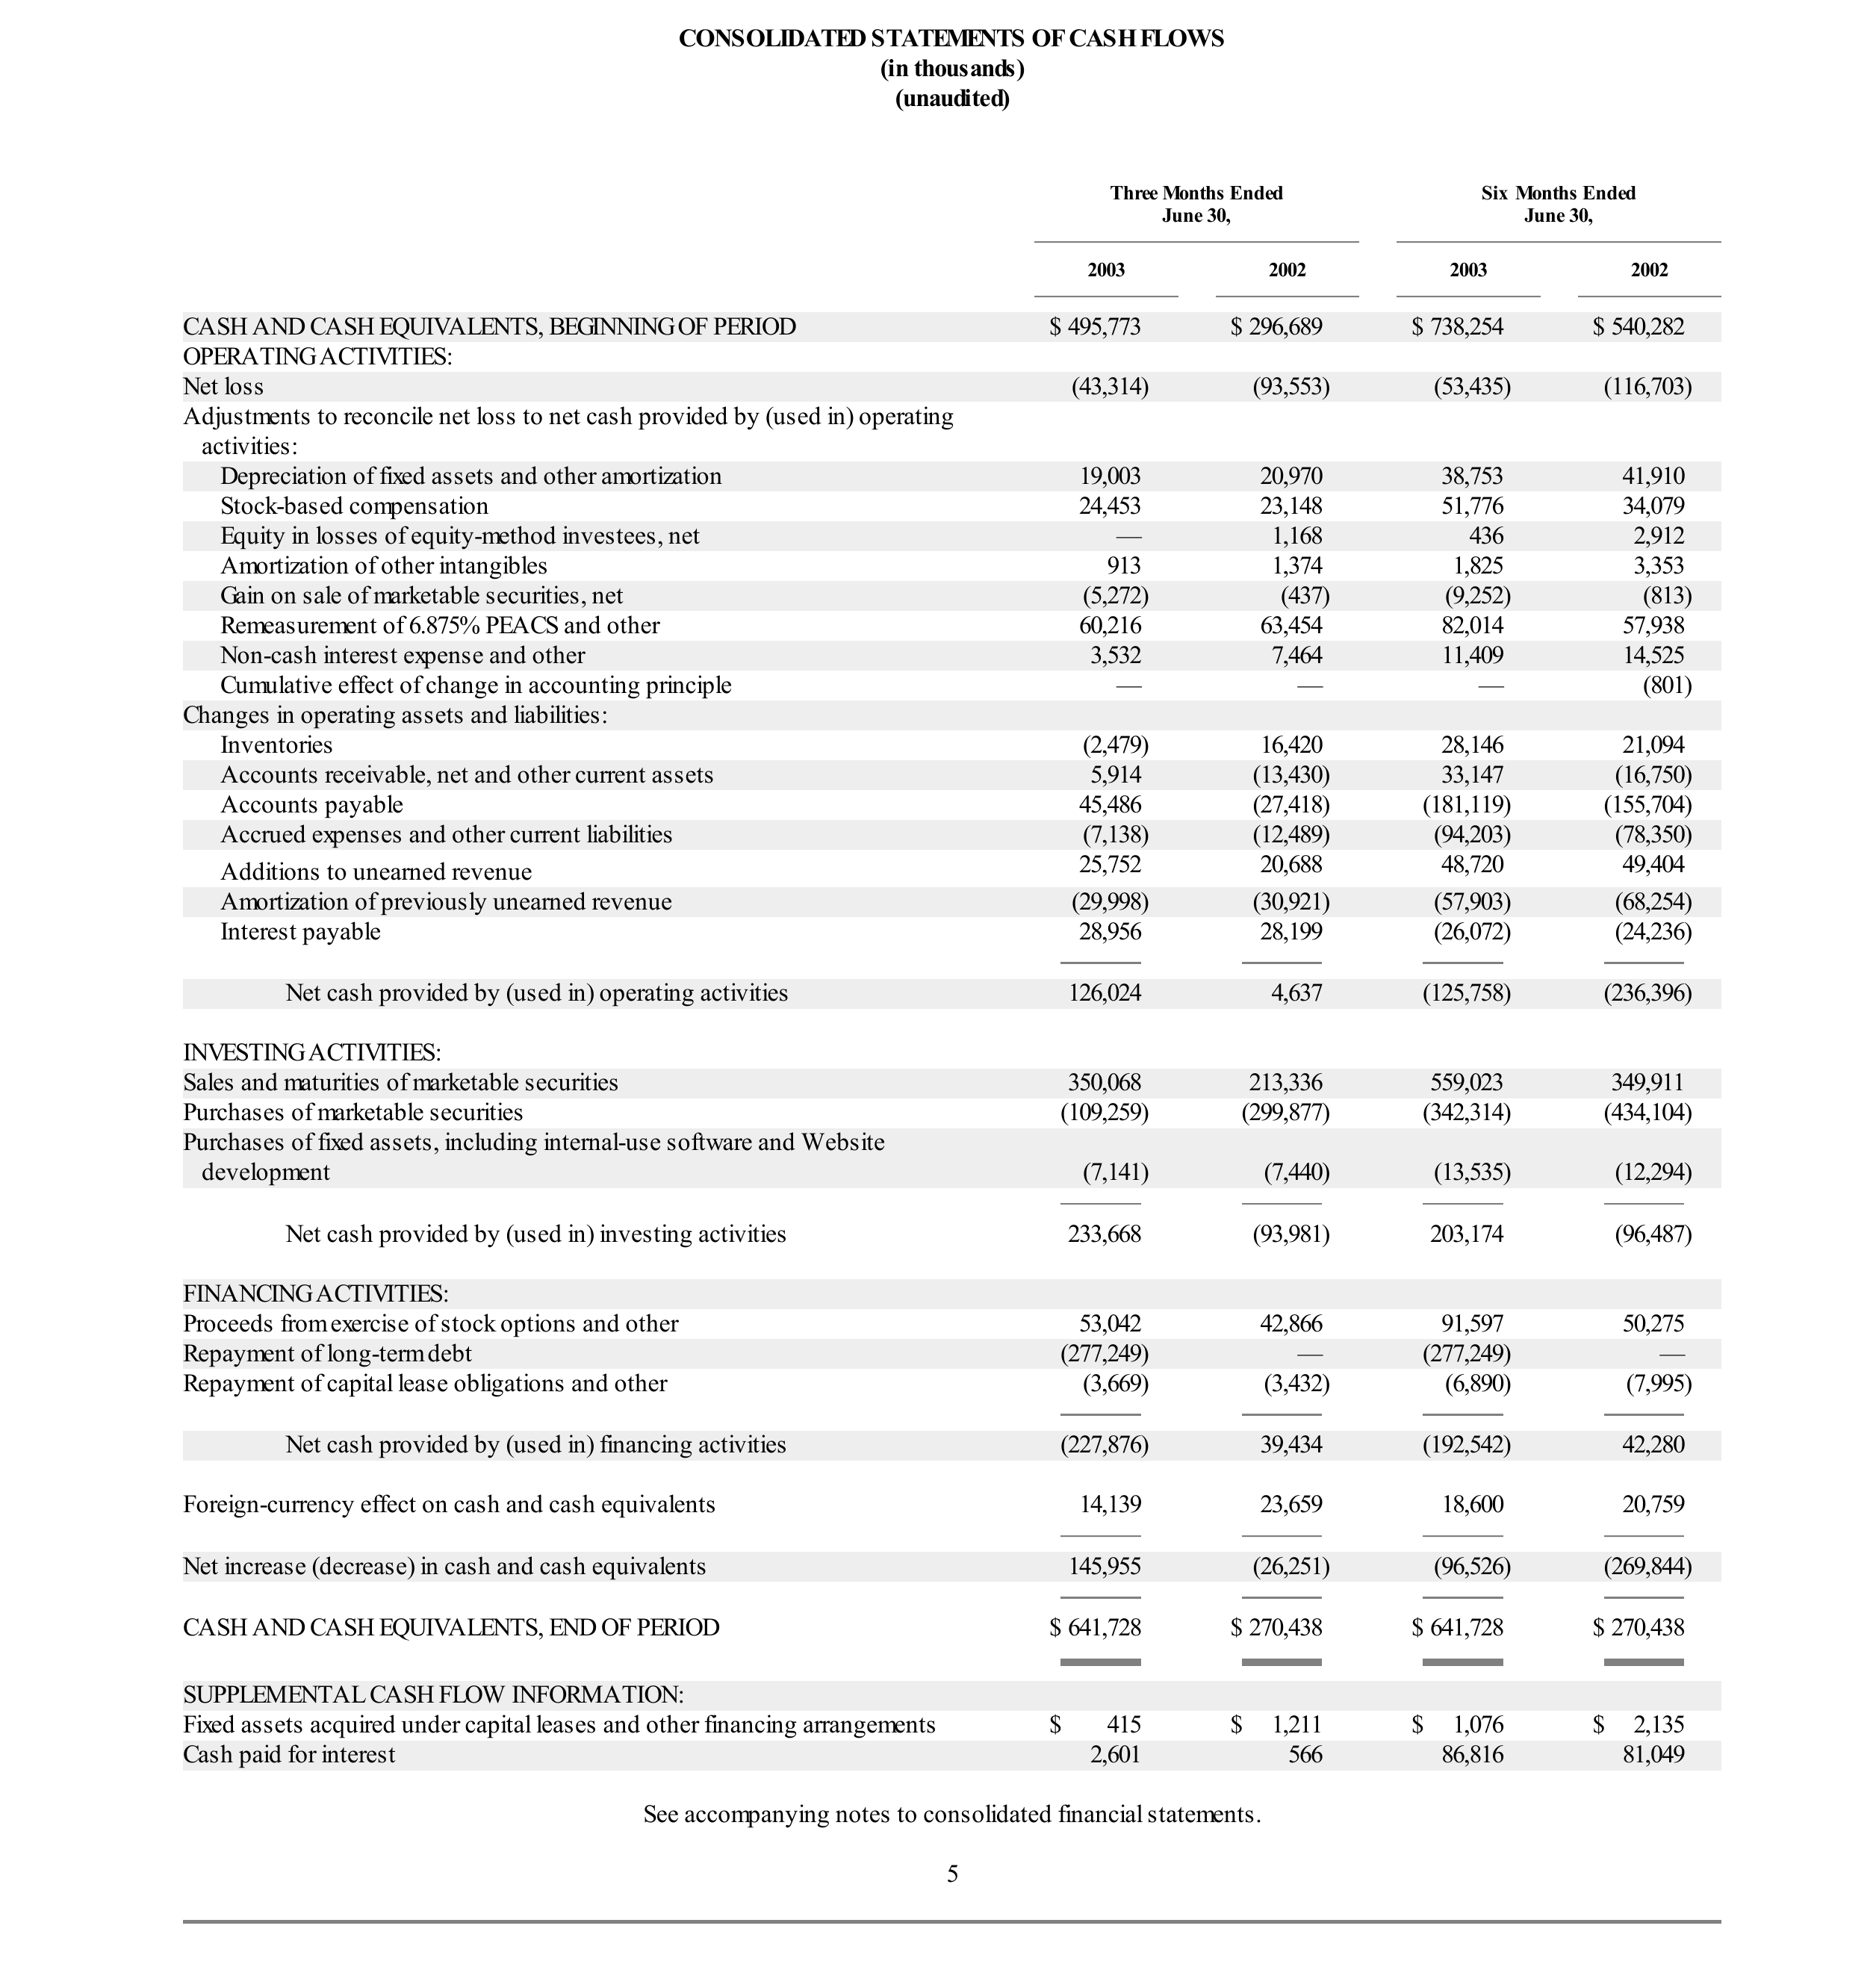 CONSOLIDATED STATEMENTS OF CASH FLOWS
(in thousands)
(unaudited)
Three Months Ended Six Months Ended
June 30, June 30,
2003 2002 2003 2002
CASH AND CASH EQUIVALENTS, BEGINNING OF PERIOD $ 495,773 $ 296,689 $ 738,254 $ 540,282
OPERATING ACTIVITIES:
Net loss (43,314) (93,553) (53,435) (116,703)
Adjustments to reconcile net loss to net cash provided by (used in) operating
activities:
Depreciation of fixed assets and other amortization 19,003 20,970 38,753 41,910
Stock-based compensation 24,453 23,148 51,776 34,079
Equity in losses of equity-method investees, net — 1,168 436 2,912
Amortization of other intangibles 913 1,374 1,825 3,353
Gain on sale of marketable securities, net (5,272) (437) (9,252) (813)
Remeasurement of 6.875% PEACS and other 60,216 63,454 82,014 57,938
Non-cash interest expense and other 3,532 7,464 11,409 14,525
Cumulative effect of change in accounting principle — — — (801)
Changes in operating assets and liabilities:
Inventories (2,479) 16,420 28,146 21,094
Accounts receivable, net and other current assets 5,914 (13,430) 33,147 (16,750)
Accounts payable 45,486 (27,418) (181,119) (155,704)
Accrued expenses and other current liabilities (7,138) (12,489) (94,203) (78,350)
Additions to unearned revenue 25,752 20,688 48,720 49,404
Amortization of previously unearned revenue (29,998) (30,921) (57,903) (68,254)
Interest payable 28,956 28,199 (26,072) (24,236)
Net cash provided by (used in) operating activities 126,024 4,637 (125,758) (236,396)
INVESTING ACTIVITIES:
Sales and maturities of marketable securities 350,068 213,336 559,023 349,911
Purchases of marketable securities (109,259) (299,877) (342,314) (434,104)
Purchases of fixed assets, including internal-use software and Website
development (7,141) (7,440) (13,535) (12,294)
Net cash provided by (used in) investing activities 233,668 (93,981) 203,174 (96,487)
FINANCING ACTIVITIES:
Proceeds from exercise of stock options and other 53,042 42,866 91,597 50,275
Repayment of long-term debt (277,249) — (277,249) —
Repayment of capital lease obligations and other (3,669) (3,432) (6,890) (7,995)
Net cash provided by (used in) financing activities (227,876) 39,434 (192,542) 42,280
Foreign-currency effect on cash and cash equivalents 14,139 23,659 18,600 20,759
Net increase (decrease) in cash and cash equivalents 145,955 (26,251) (96,526) (269,844)
CASH AND CASH EQUIVALENTS, END OF PERIOD $ 641,728 $ 270,438 $ 641,728 $ 270,438
SUPPLEMENTAL CASH FLOW INFORMATION:
Fixed assets acquired under capital leases and other financing arrangements $ 415 $ 1,211 $ 1,076 $ 2,135
Cash paid for interest 2,601 566 86,816 81,049
See accompanying notes to consolidated financial statements.
5